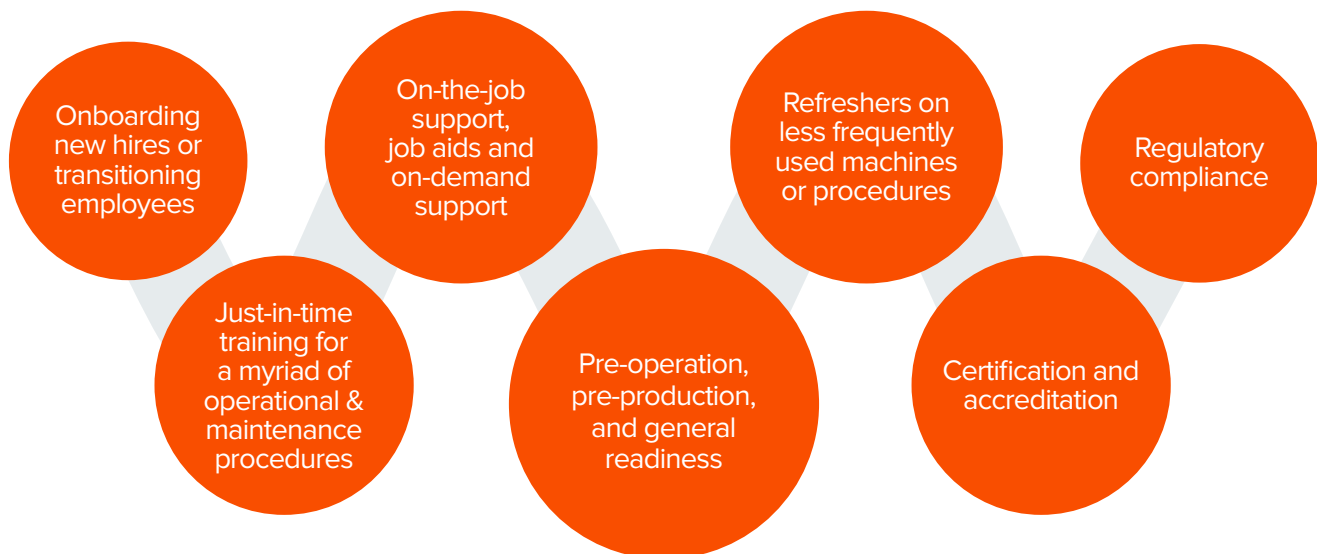 Onboarding
new hires or
transitioning
employees
Just-in-time
training for
a myriad of
operational &
maintenance
procedures
On-the-job
support,
job aids and
on-demand
support
Pre-operation,
pre-production,
and general
readiness
Refreshers on
less frequently
used machines
or procedures
Certification and
accreditation
Regulatory
compliance